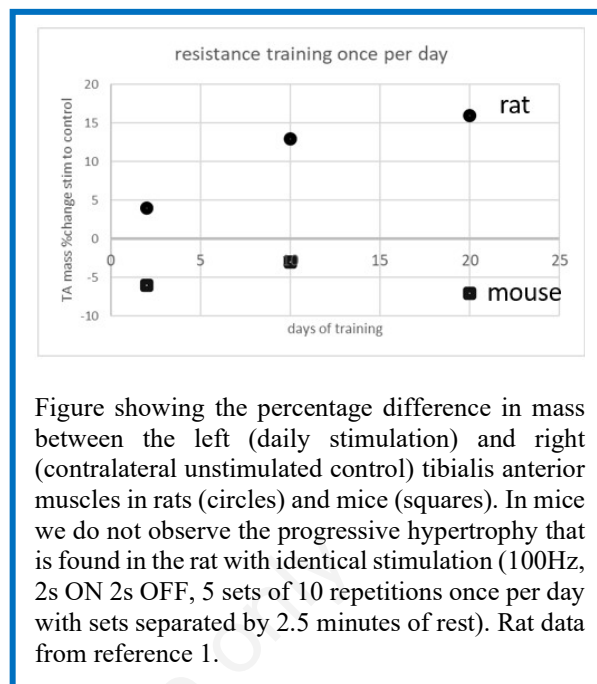 resistance training once per day
20
15
10
5
0
-5
-10
0 5 10 15 20 25
TA mass %change stim to control
days of training
rat
mouse
Figure showing the percentage difference in mass
between the left (daily stimulation) and right
(contralateral unstimulated control) tibialis anterior
muscles in rats (circles) and mice (squares). In mice
we do not observe the progressive hypertrophy that
is found in the rat with identical stimulation (100Hz,
2s ON 2s OFF, 5 sets of 10 repetitions once per day
with sets separated by 2.5 minutes of rest). Rat data
from reference 1.